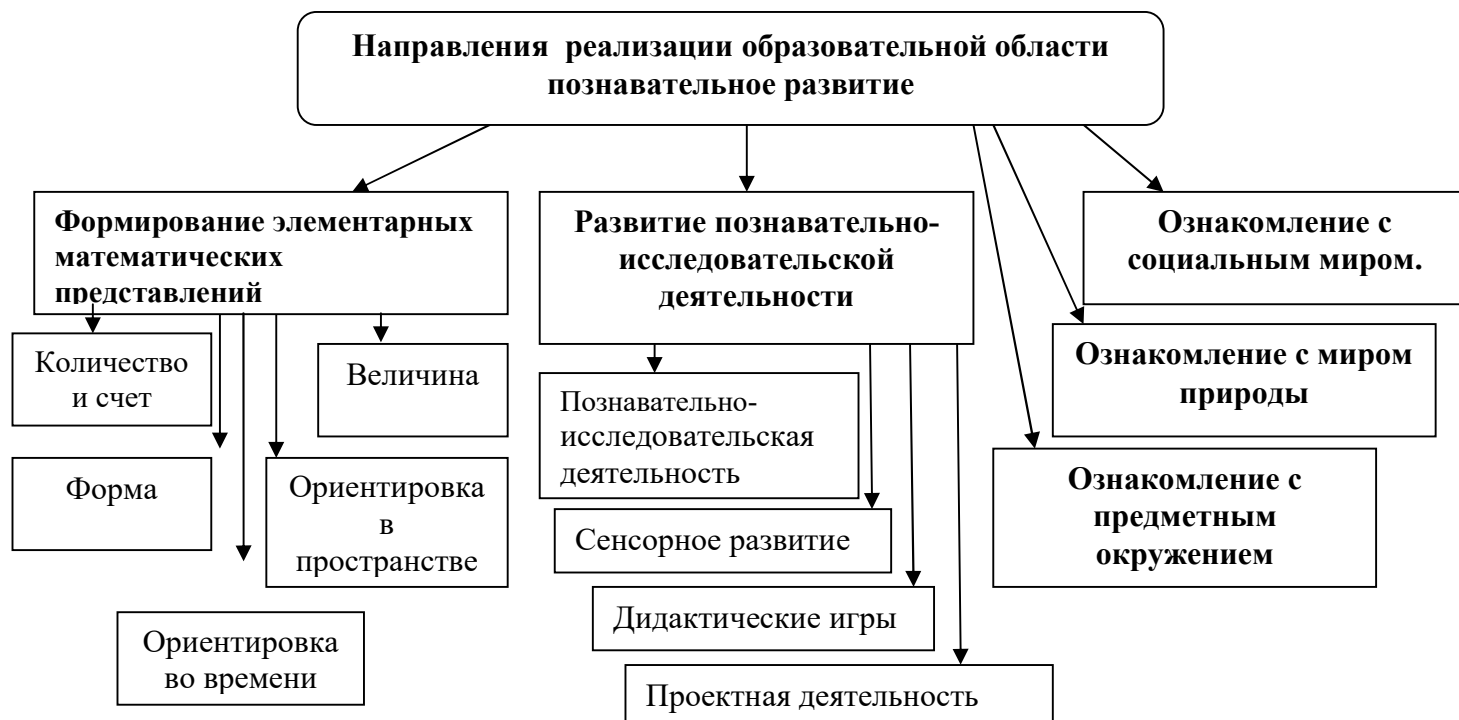 Направления реализации образовательной области
познавательное развитие
Формирование элементарных
математических
представлений
Количество
и счет
Величина
Форма
Ориентировка
в
пространстве
Ориентировка
во времени
Развитие познавательно-
исследовательской
деятельности
Познавательно-
исследовательская
деятельность
Сенсорное развитие
Дидактические игры
Проектная деятельность
Ознакомление с
социальным миром.
Ознакомление с миром
природы
Ознакомление с
предметным
окружением